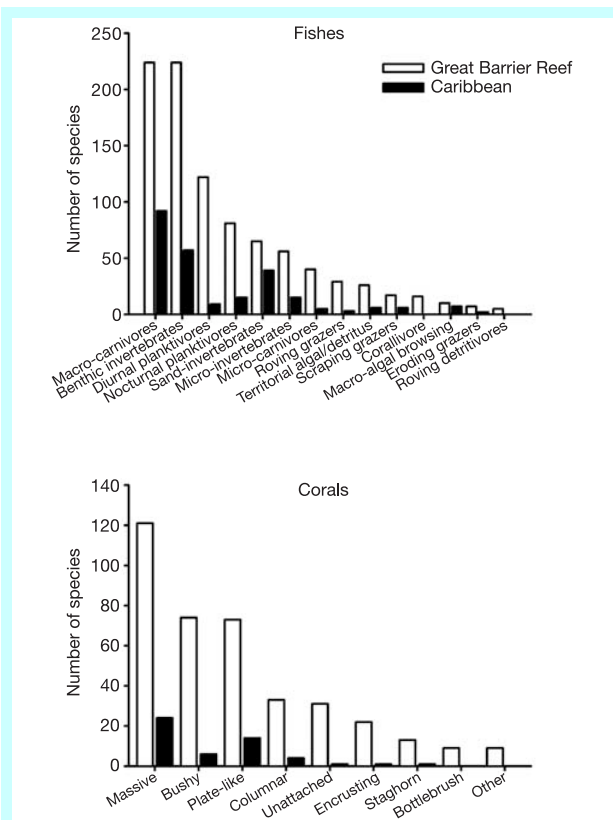 Fishes
Great Barrier Reef
Caribbean
Number of species
250
200
150
100
50
0
Macro-carnivores
Benthic invertebrates
Diurnal planktivores
Nocturnal planktivores
Sand-invertebrates
Micro-invertebrates
Micro-carnivores
Roving grazers
Territorial algal/detritus
Scraping grazers
Corallivore
Macro-algal browsing
Eroding grazers
Roving detritivores
Corals
Number of species
140
120
100
80
60
40
20
0
Massive
Bushy
Plate-like
Columnar
Unattached
Encrusting
Staghorn
Bottlebrush
Other